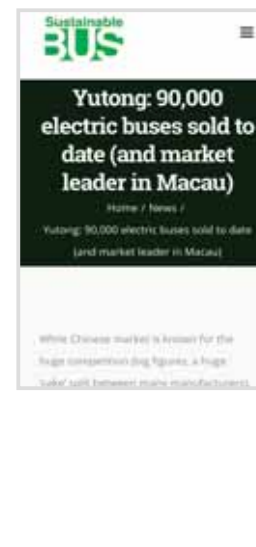 Sustainable
BUS
Yutong: 90,000
electric buses sold to
date (and market
leader in Macau)
Home / News /
Yutong: 90,000 electric buses sold to date
(and market leader in Macau)
While Chinese market is known for the
huge competition (big figures, a huge
'cake' split between many manufacturers)